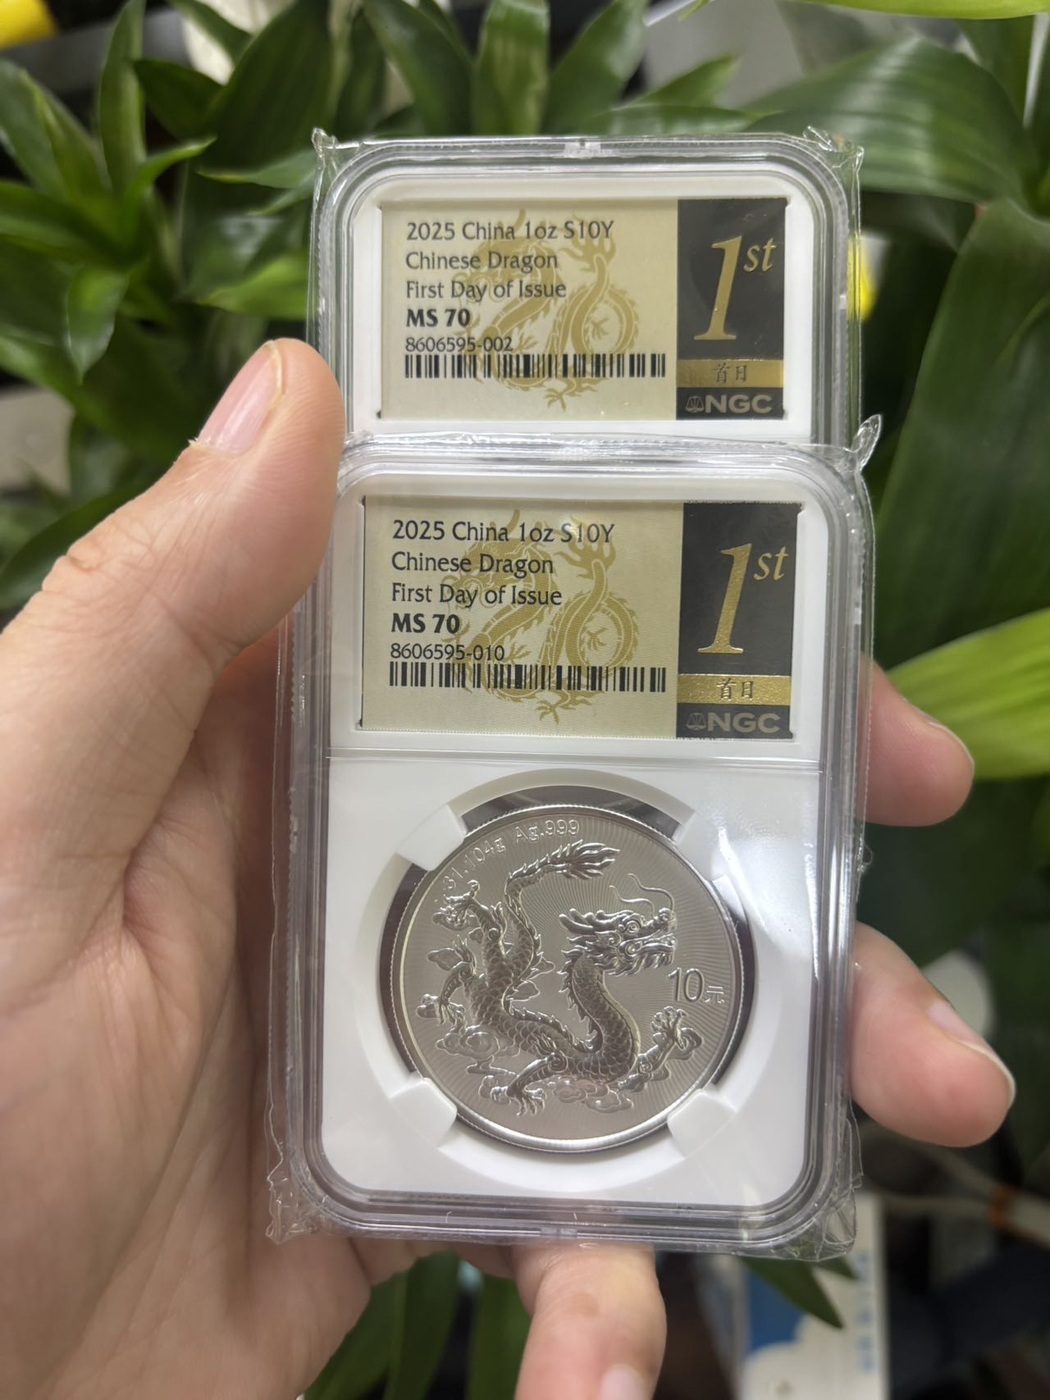 2025 China 1oz S10Y
Chinese Dragon
First Day of Issue
MS 70
8606595-002
1st
首日
NGC
2025 China 1oz S10Y
Chinese Dragon
First Day of Issue
MS 70
8606595-010
1st
首日
NGC
31.104g Ag.999
10元